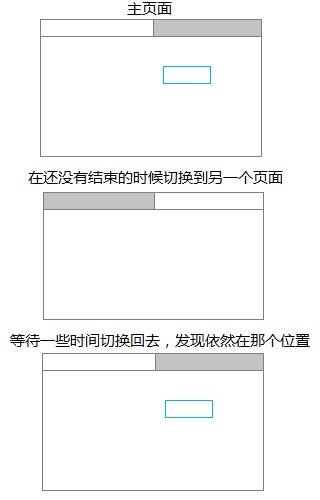 主页面
在还没有结束的时候切换到另一个页面
等待一些时间切换回去，发现依然在那个位置